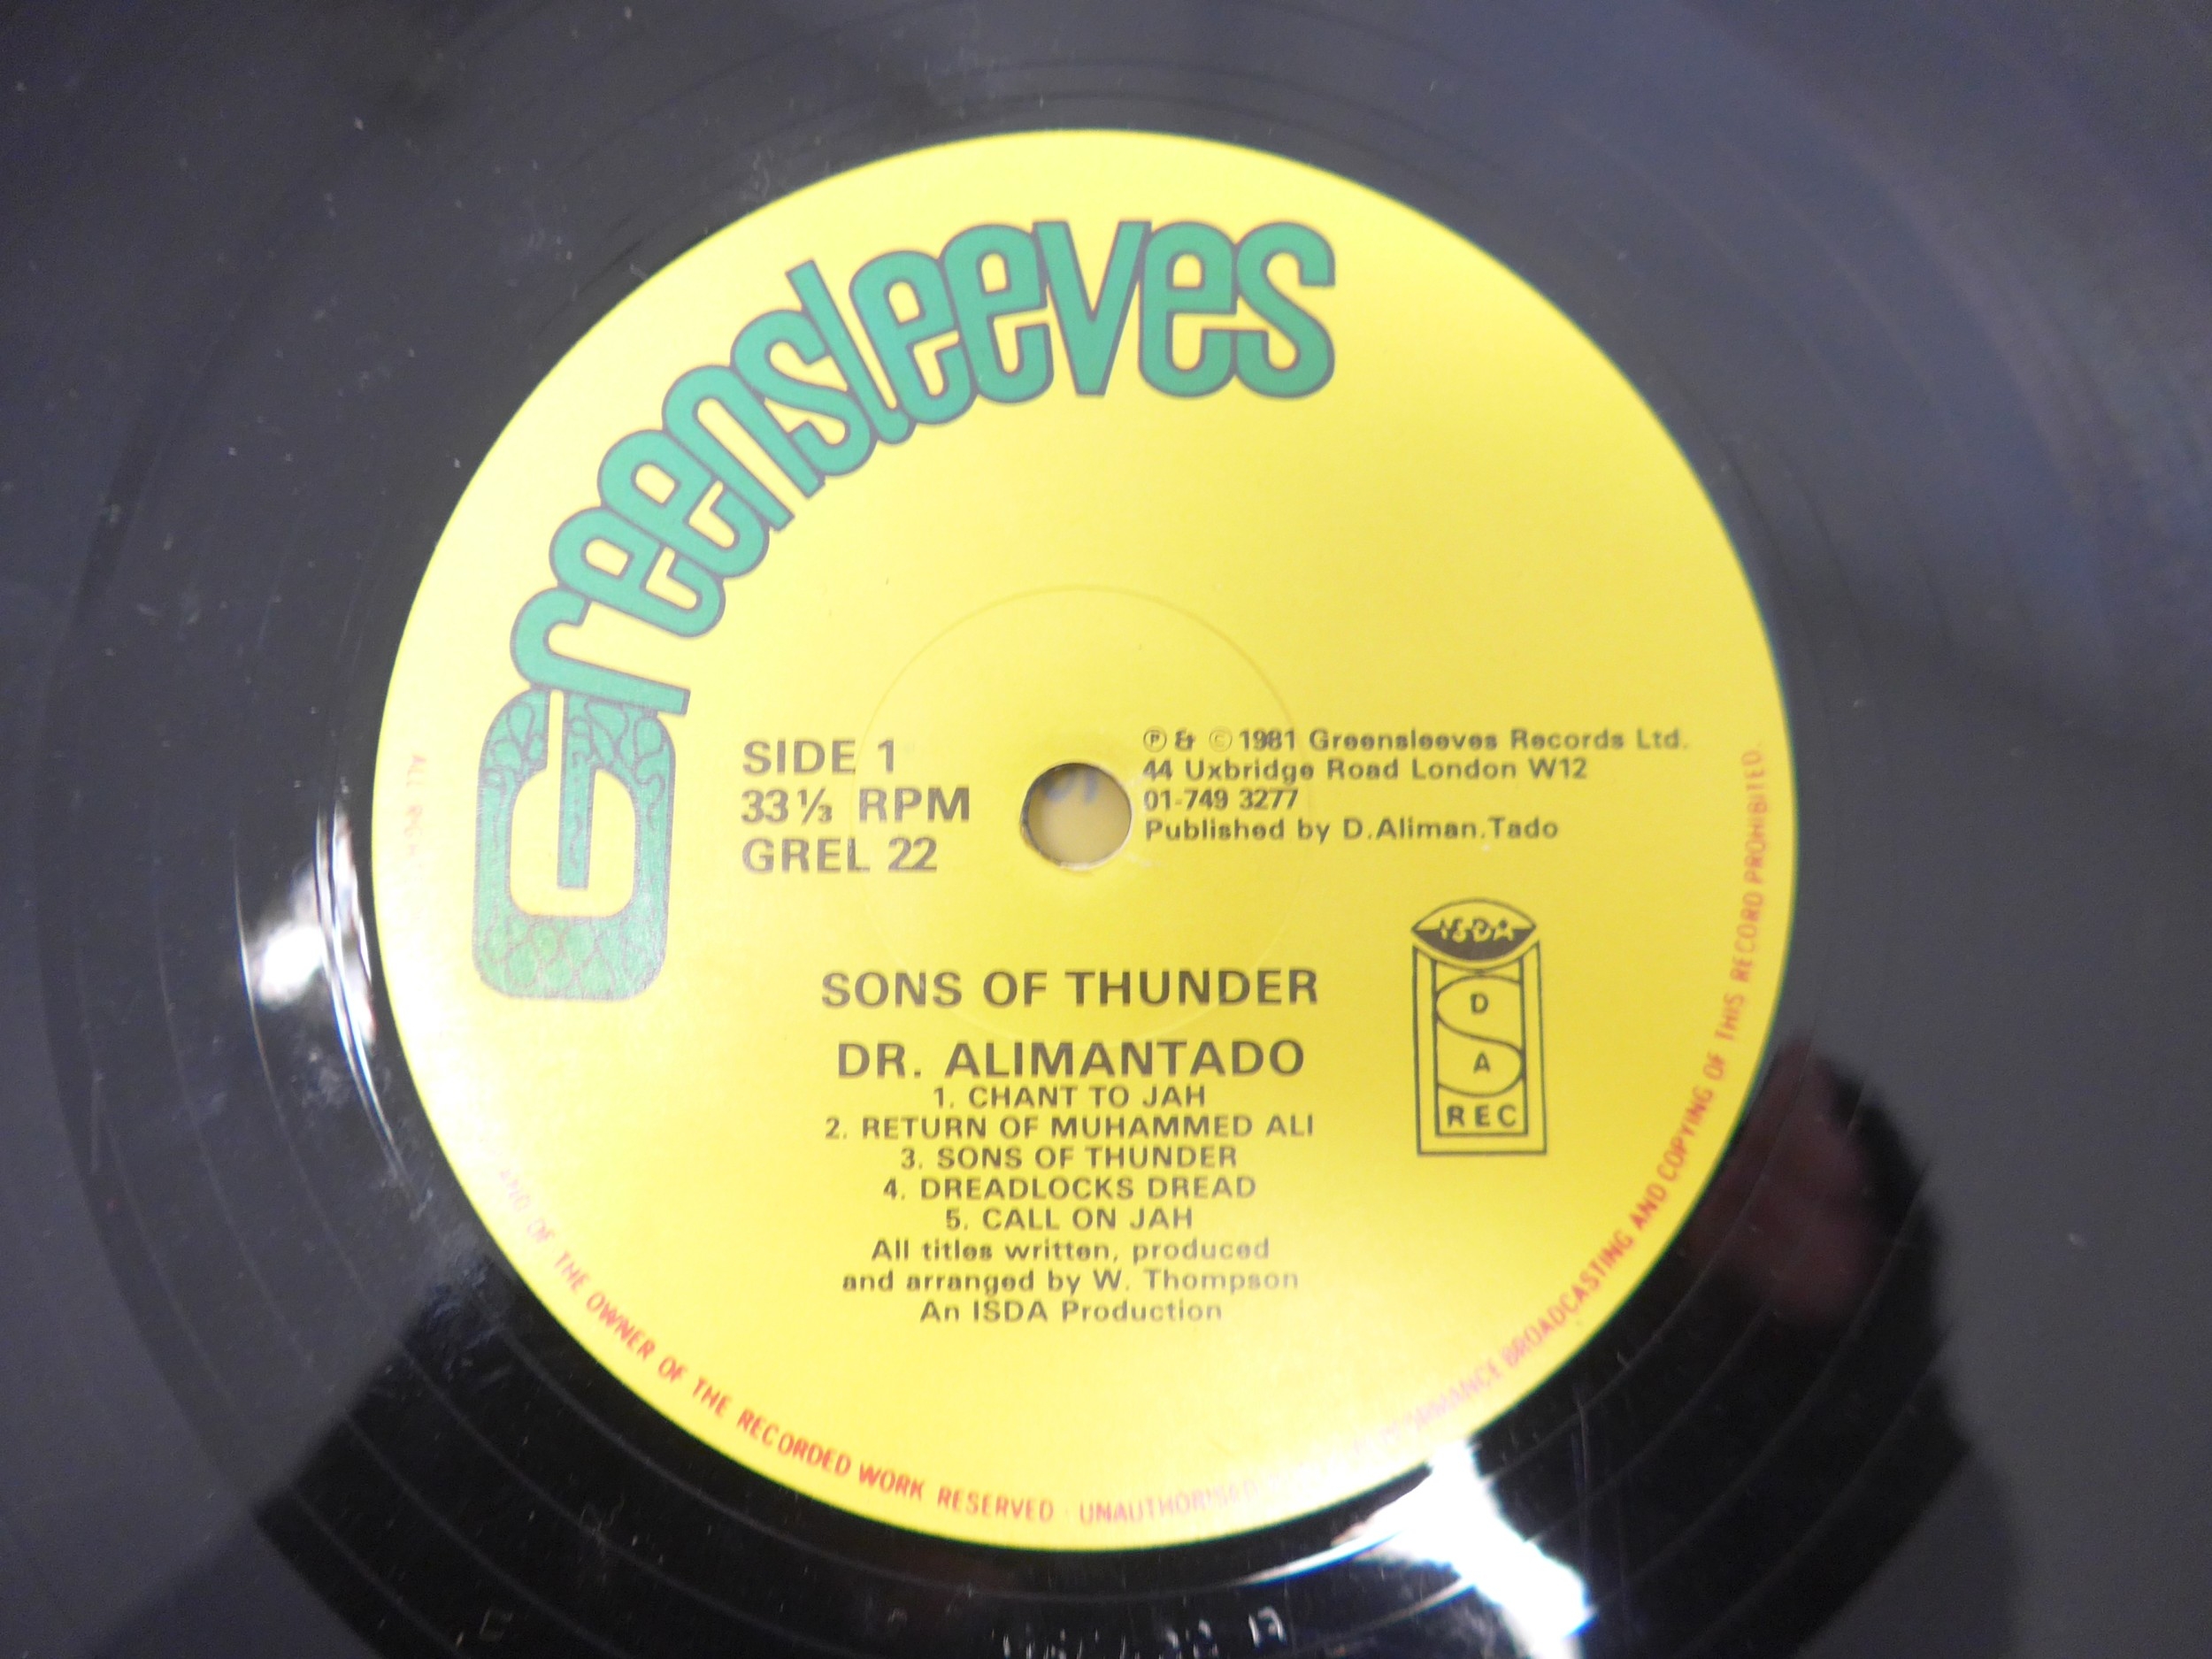 Greensleeves
SIDE 1
33⅓ RPM
GREL 22
Ⓟ & © 1981 Greensleeves Records Ltd.
44 Uxbridge Road London W12
01-749 3277
Published by D.Aliman.Tado
ISDA
D
S
A
REC
SONS OF THUNDER
DR. ALIMANTADO
1. CHANT TO JAH
2. RETURN OF MUHAMMED ALI
3. SONS OF THUNDER
4. DREADLOCKS DREAD
5. CALL ON JAH
All titles written, produced
and arranged by W. Thompson
An ISDA Production
ALL OF THE OWNER OF THE RECORDED WORK RESERVED · UNAUTHORISED BROADCASTING AND COPYING OF THIS RECORD PROHIBITED.